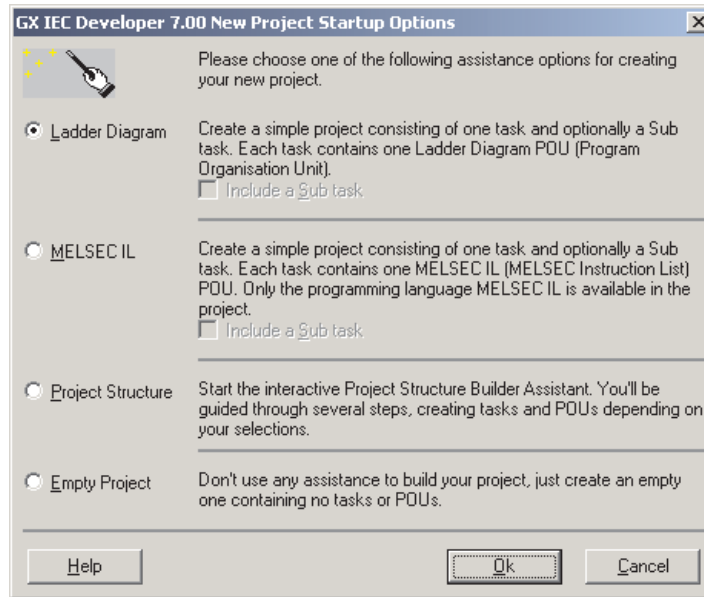 GX IEC Developer 7.00 New Project Startup Options
Please choose one of the following assistance options for creating
your new project.
Ladder Diagram
Create a simple project consisting of one task and optionally a Sub
task. Each task contains one Ladder Diagram POU (Program
Organisation Unit).
Include a Sub task
MELSEC IL
Create a simple project consisting of one task and optionally a Sub
task. Each task contains one MELSEC IL (MELSEC Instruction List)
POU. Only the programming language MELSEC IL is available in the
project.
Include a Sub task
Project Structure
Start the interactive Project Structure Builder Assistant. You'll be
guided through several steps, creating tasks and POUs depending on
your selections.
Empty Project
Don't use any assistance to build your project, just create an empty
one containing no tasks or POUs.
Help
Ok
Cancel